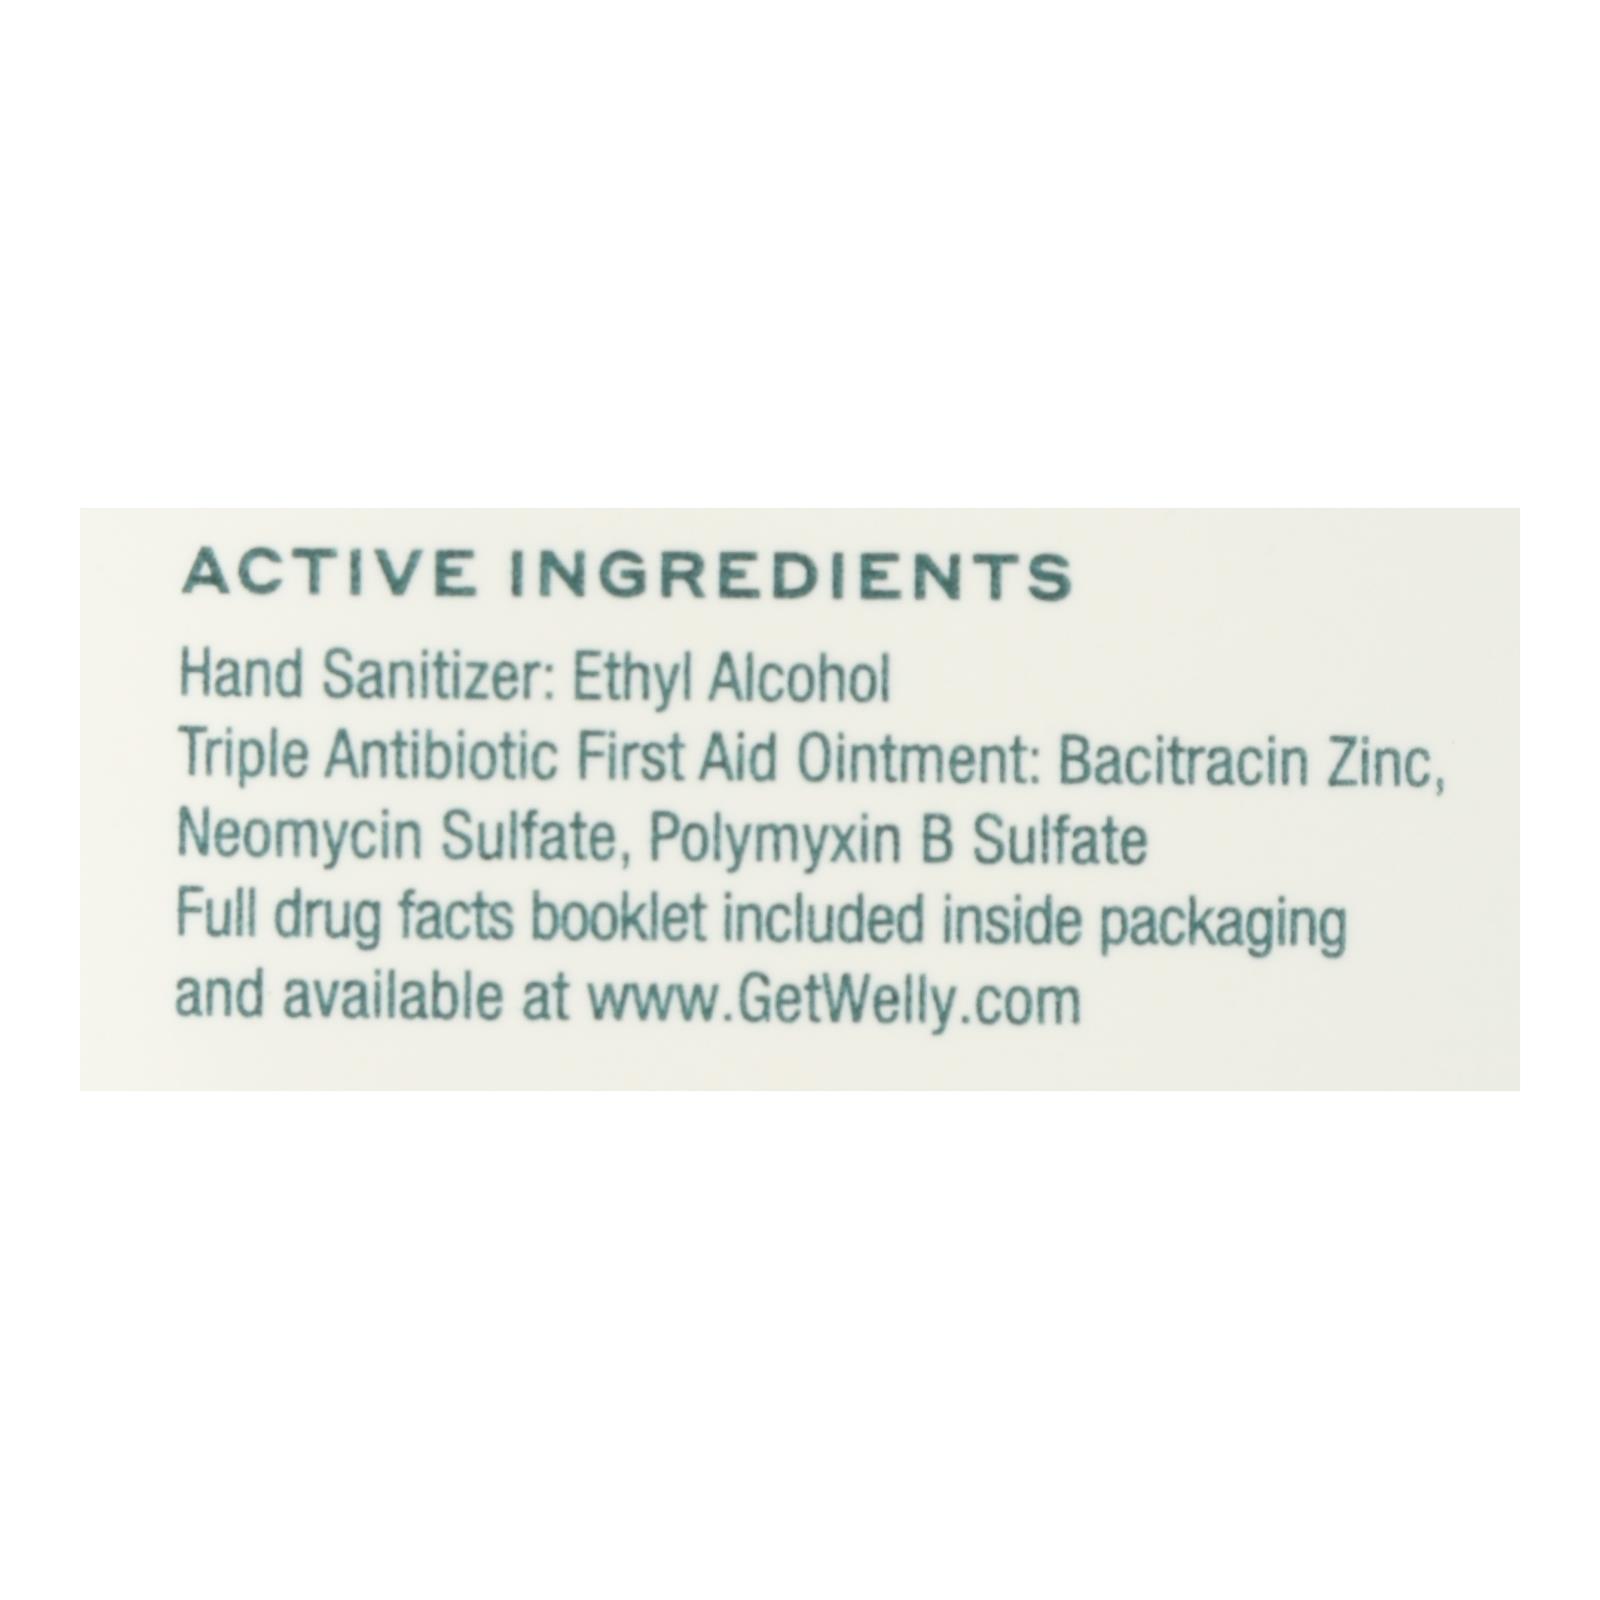 ACTIVE INGREDIENTS
Hand Sanitizer: Ethyl Alcohol
Triple Antibiotic First Aid Ointment: Bacitracin Zinc,
Neomycin Sulfate, Polymyxin B Sulfate
Full drug facts booklet included inside packaging
and available at www.GetWelly.com